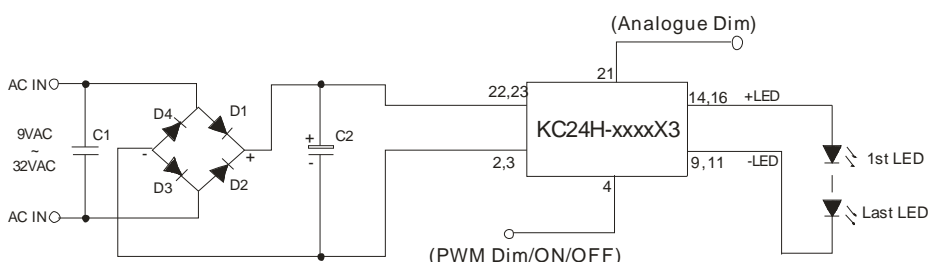 (Analogue Dim)
21
AC IN
22,23
14,16
+LED
D4
D1
9VAC
~
32VAC
C1
-
+
+
C2
-
KC24H-xxxxX3
1st LED
D3
D2
2,3
9,11
-LED
4
AC IN
Last LED
(PWM Dim/ON/OFF)